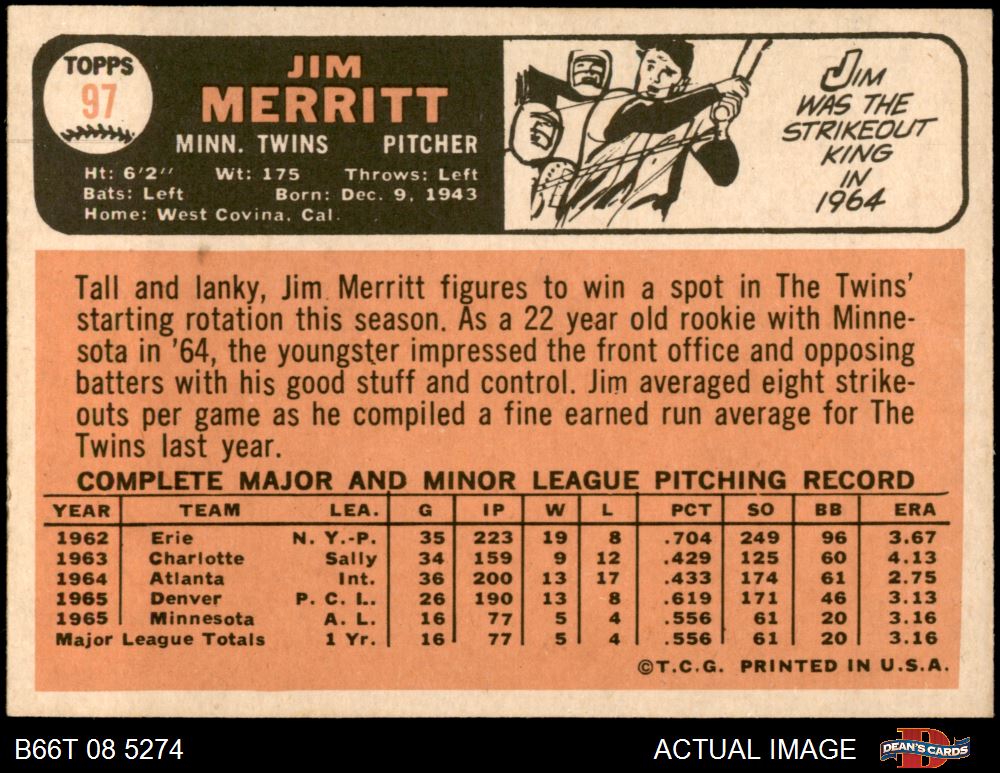 TOPPS
97
JIM
MERRITT
MINN. TWINS PITCHER
Ht: 6'2" Wt: 175 Throws: Left
Bats: Left Born: Dec. 9, 1943
Home: West Covina, Cal.
JIM
WAS THE
STRIKEOUT
KING
IN
1964
Tall and lanky, Jim Merritt figures to win a spot in The Twins'
starting rotation this season. As a 22 year old rookie with Minne-
sota in '64, the youngster impressed the front office and opposing
batters with his good stuff and control. Jim averaged eight strike-
outs per game as he compiled a fine earned run average for The
Twins last year.
COMPLETE MAJOR AND MINOR LEAGUE PITCHING RECORD
YEAR TEAM LEA. G IP W L PCT SO BB ERA
1962 Erie N. Y.-P. 35 223 19 8 .704 249 96 3.67
1963 Charlotte Sally 34 159 9 12 .429 125 60 4.13
1964 Atlanta Int. 36 200 13 17 .433 174 61 2.75
1965 Denver P. C. L. 26 190 13 8 .619 171 46 3.13
1965 Minnesota A. L. 16 77 5 4 .556 61 20 3.16
Major League Totals 1 Yr. 16 77 5 4 .556 61 20 3.16
©T.C.G. PRINTED IN U.S.A.
B66T 08 5274 ACTUAL IMAGE DEAN'S CARDS